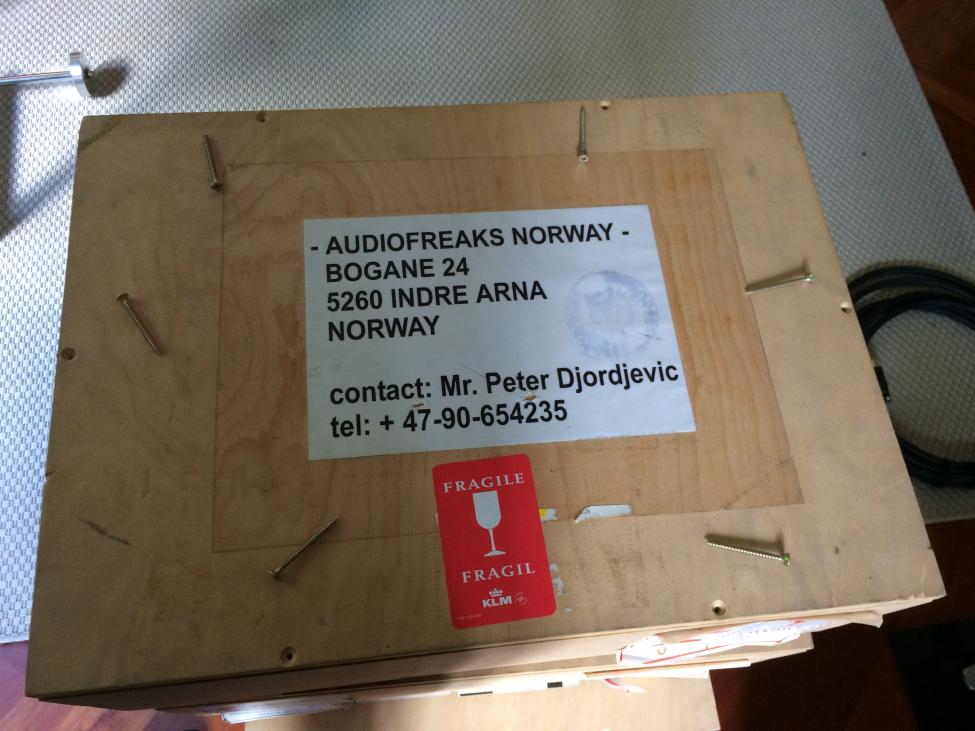 - AUDIOFREAKS NORWAY -
BOGANE 24
5260 INDRE ARNA
NORWAY
contact: Mr. Peter Djordjevic
tel: + 47-90-654235
FRAGILE
FRAGIL
KLM